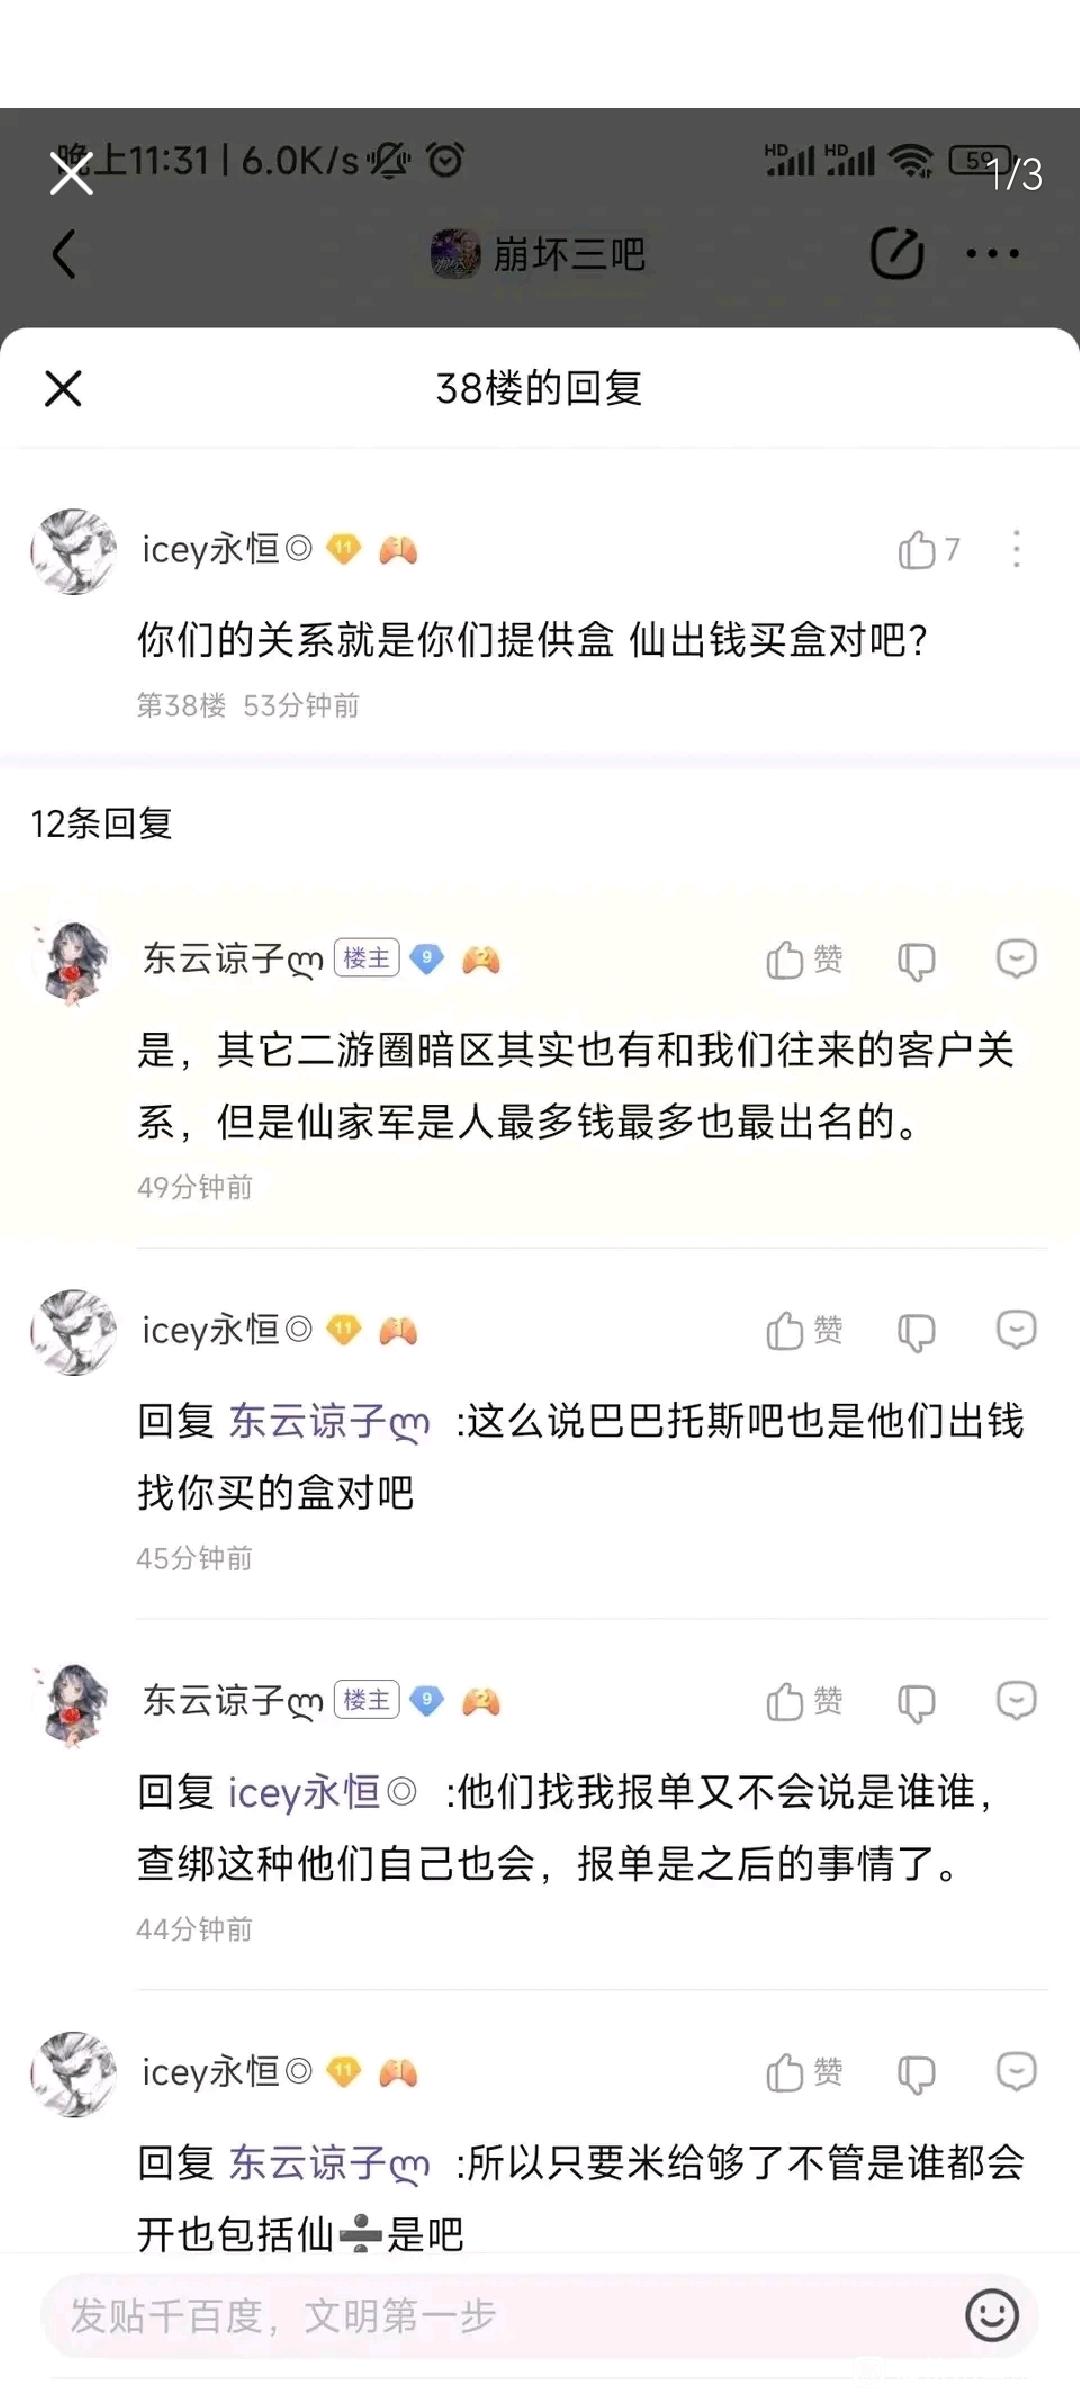 晚上11:31 | 6.0K/s HD HD 59
1/3
崩坏三吧
38楼的回复
icey永恒◎ 11 1 7
你们的关系就是你们提供盒 仙出钱买盒对吧?
第38楼 53分钟前
12条回复
东云谅子ღ 楼主 9 2 赞
是，其它二游圈暗区其实也有和我们往来的客户关
系，但是仙家军是人最多钱最多也最出名的。
49分钟前
icey永恒◎ 11 1 赞
回复 东云谅子ღ :这么说巴巴托斯吧也是他们出钱
找你买的盒对吧
45分钟前
东云谅子ღ 楼主 9 2 赞
回复 icey永恒◎ :他们找我报单又不会说是谁谁，
查绑这种他们自己也会，报单是之后的事情了。
44分钟前
icey永恒◎ 11 1 赞
回复 东云谅子ღ :所以只要米给够了不管是谁都会
开也包括仙➗是吧
发贴千百度，文明第一步